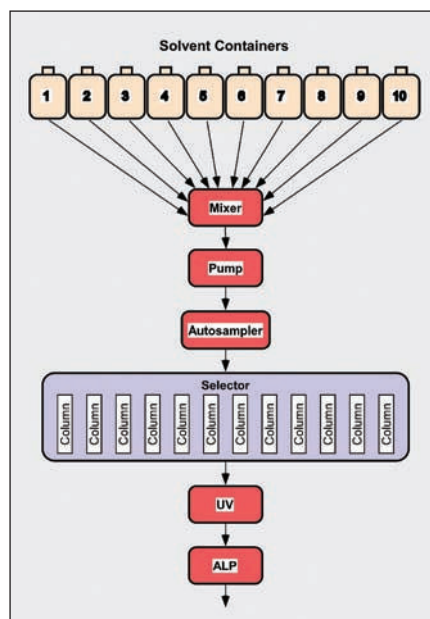 Solvent Containers
1 2 3 4 5 6 7 8 9 10
Mixer
Pump
Autosampler
Selector
Column Column Column Column Column Column Column Column Column Column Column Column
UV
ALP